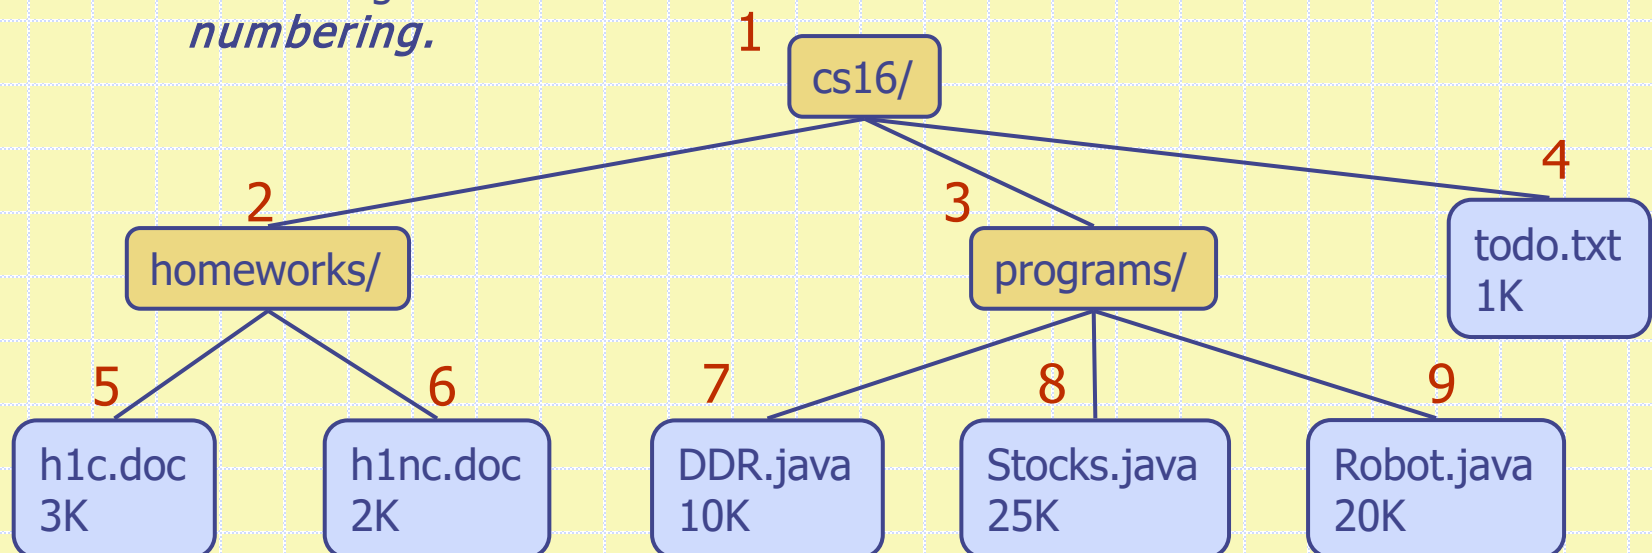 numbering.
1
cs16/
4
2
3
homeworks/
programs/
todo.txt
1K
5
6
7
8
9
h1c.doc
3K
h1nc.doc
2K
DDR.java
10K
Stocks.java
25K
Robot.java
20K